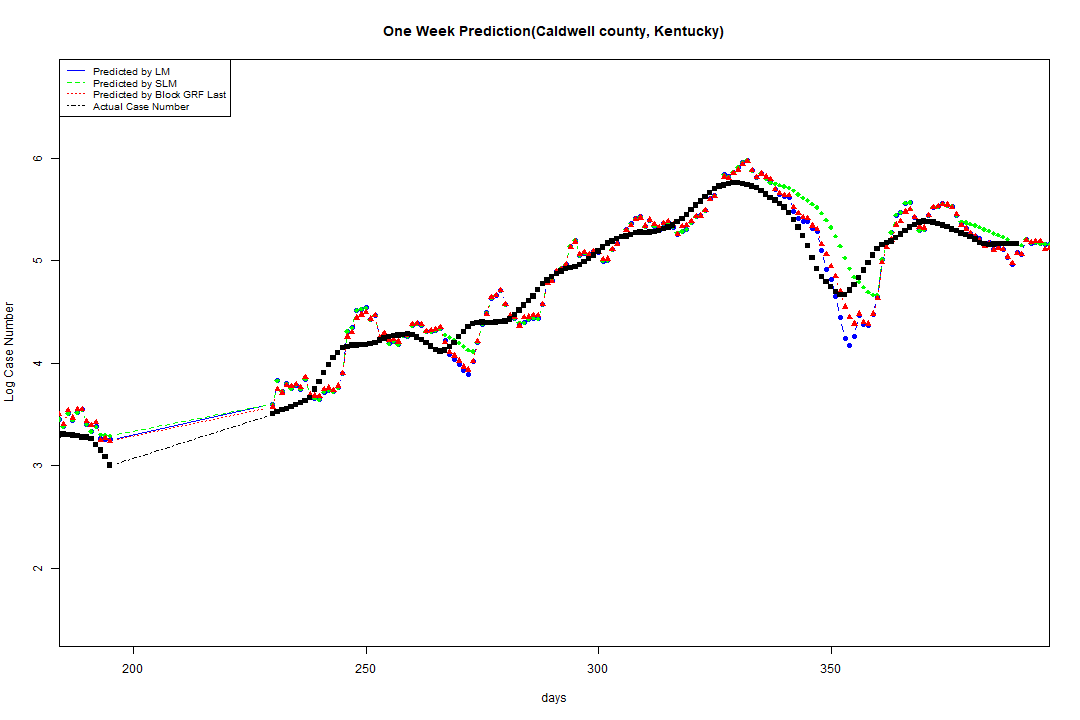 One Week Prediction(Caldwell county, Kentucky)
Predicted by LM
Predicted by SLM
Predicted by Block GRF Last
Actual Case Number
Log Case Number
6
5
4
3
2
200
250
300
350
days